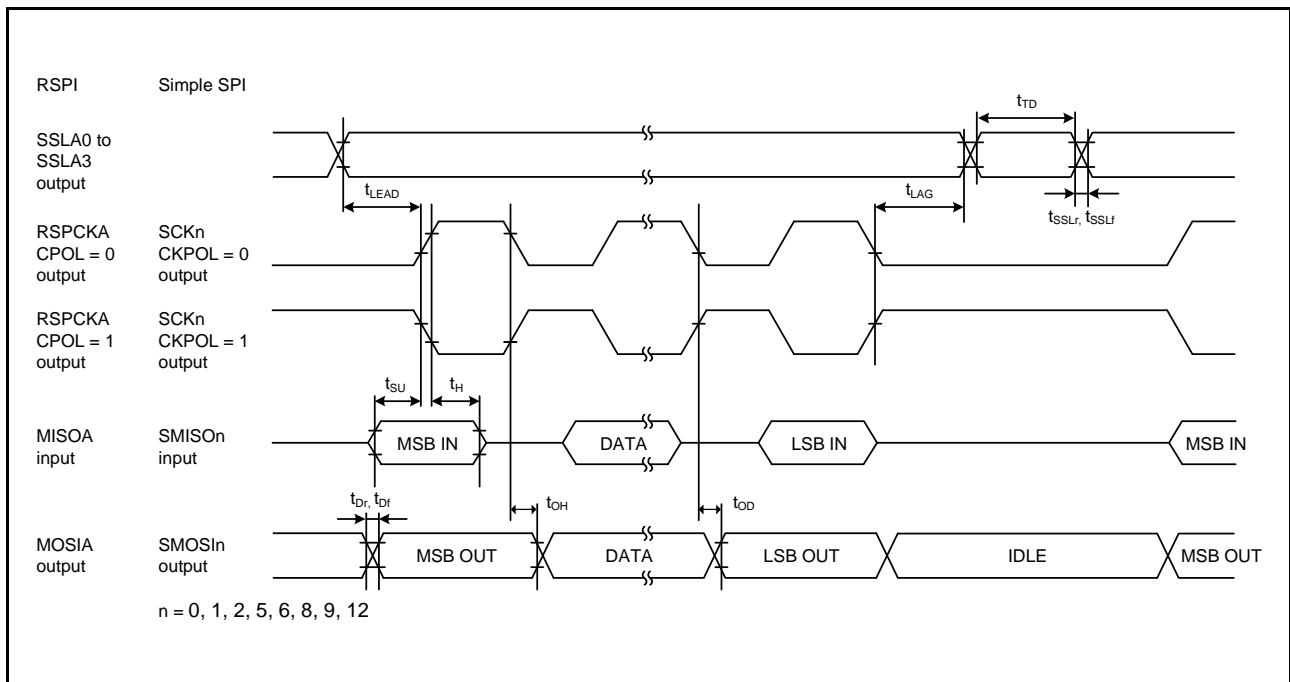 RSPI Simple SPI
tTD
SSLA0 to
SSLA3
output
tLEAD
tLAG
tSSLr, tSSLf
RSPCKA SCKn
CPOL = 0 CKPOL = 0
output output
RSPCKA SCKn
CPOL = 1 CKPOL = 1
output output
tSU tH
MISOA SMISOn
input input
MSB IN DATA LSB IN MSB IN
tDr, tDf
tOH
tOD
MOSIA SMOSIn
output output
MSB OUT DATA LSB OUT IDLE MSB OUT
n = 0, 1, 2, 5, 6, 8, 9, 12